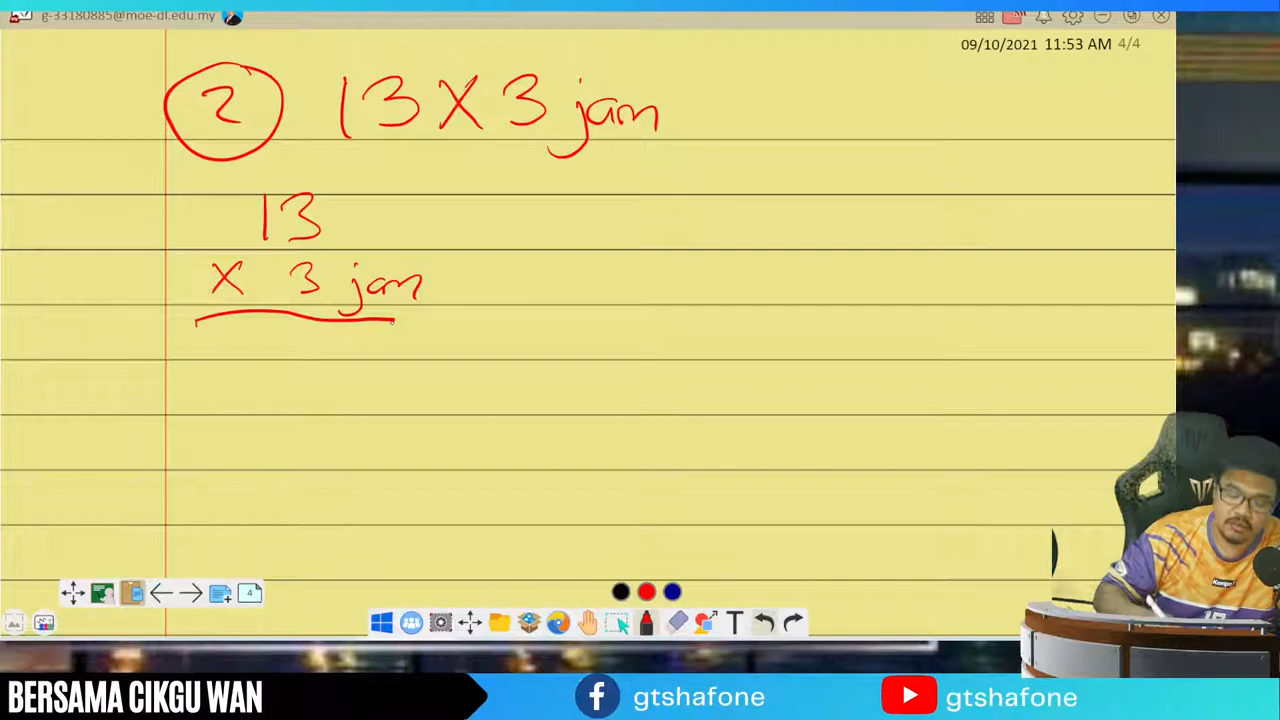 g-33180885@moe-dl.edu.my
09/10/2021 11:53 AM 4/4
2 13 X 3 jam
13
X 3 jam
4
T
BERSAMA CIKGU WAN
gtshafone
gtshafone